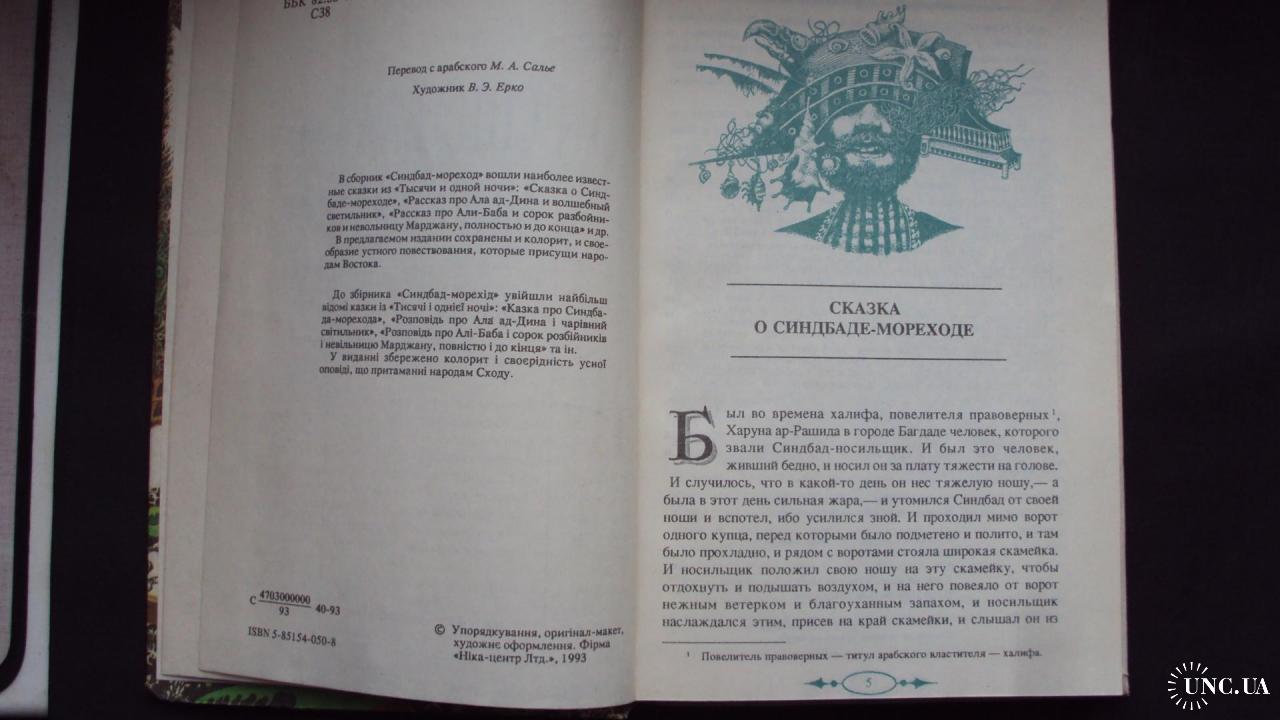 ББК
С38
Перевод с арабского М. А. Салье
Художник В. Э. Ерко
В сборник «Синдбад-мореход» вошли наиболее извест-
ные сказки из «Тысячи и одной ночи»: «Сказка о Синд-
баде-мореходе», «Рассказ про Ала ад-Дина и волшебный
светильник», «Рассказ про Али-Баба и сорок разбойни-
ков и невольницу Марджану, полностью и до конца» и др.
В предлагаемом издании сохранены и колорит, и свое-
образие устного повествования, которые присущи наро-
дам Востока.
До збірника «Синдбад-морехід» увійшли найбільш
відомі казки із «Тисячі і однієї ночі»: «Казка про Синдба-
да-морехода», «Розповідь про Ала ад-Дина і чарівний
світильник», «Розповідь про Алі-Баба і сорок розбійників
і невільницю Марджану, повністю і до кінця» та ін.
У виданні збережено колорит і своєрідність усної
оповіді, що притаманні народам Сходу.
С 4703000000 40-93
93
ISBN 5-85154-050-8
© Упорядкування, оригінал-макет,
художнє оформлення. Фірма
«Ніка-центр Лтд.», 1993
СКАЗКА
О СИНДБАДЕ-МОРЕХОДЕ
Был во времена халифа, повелителя правоверных¹,
Харуна ар-Рашида в городе Багдаде человек, которого
звали Синдбад-носильщик. И был это человек,
живший бедно, и носил он за плату тяжести на голове.
И случилось, что в какой-то день он нес тяжелую ношу,— а
была в этот день сильная жара,— и утомился Синдбад от своей
ноши и вспотел, ибо усилился зной. И проходил мимо ворот
одного купца, перед которыми было подметено и полито, и там
было прохладно, и рядом с воротами стояла широкая скамейка.
И носильщик положил свою ношу на эту скамейку, чтобы
отдохнуть и подышать воздухом, и на него повеяло от ворот
нежным ветерком и благоуханным запахом, и носильщик
наслаждался этим, присев на край скамейки, и слышал он из
¹ Повелитель правоверных — титул арабского властителя — халифа.
5
UNC.UA